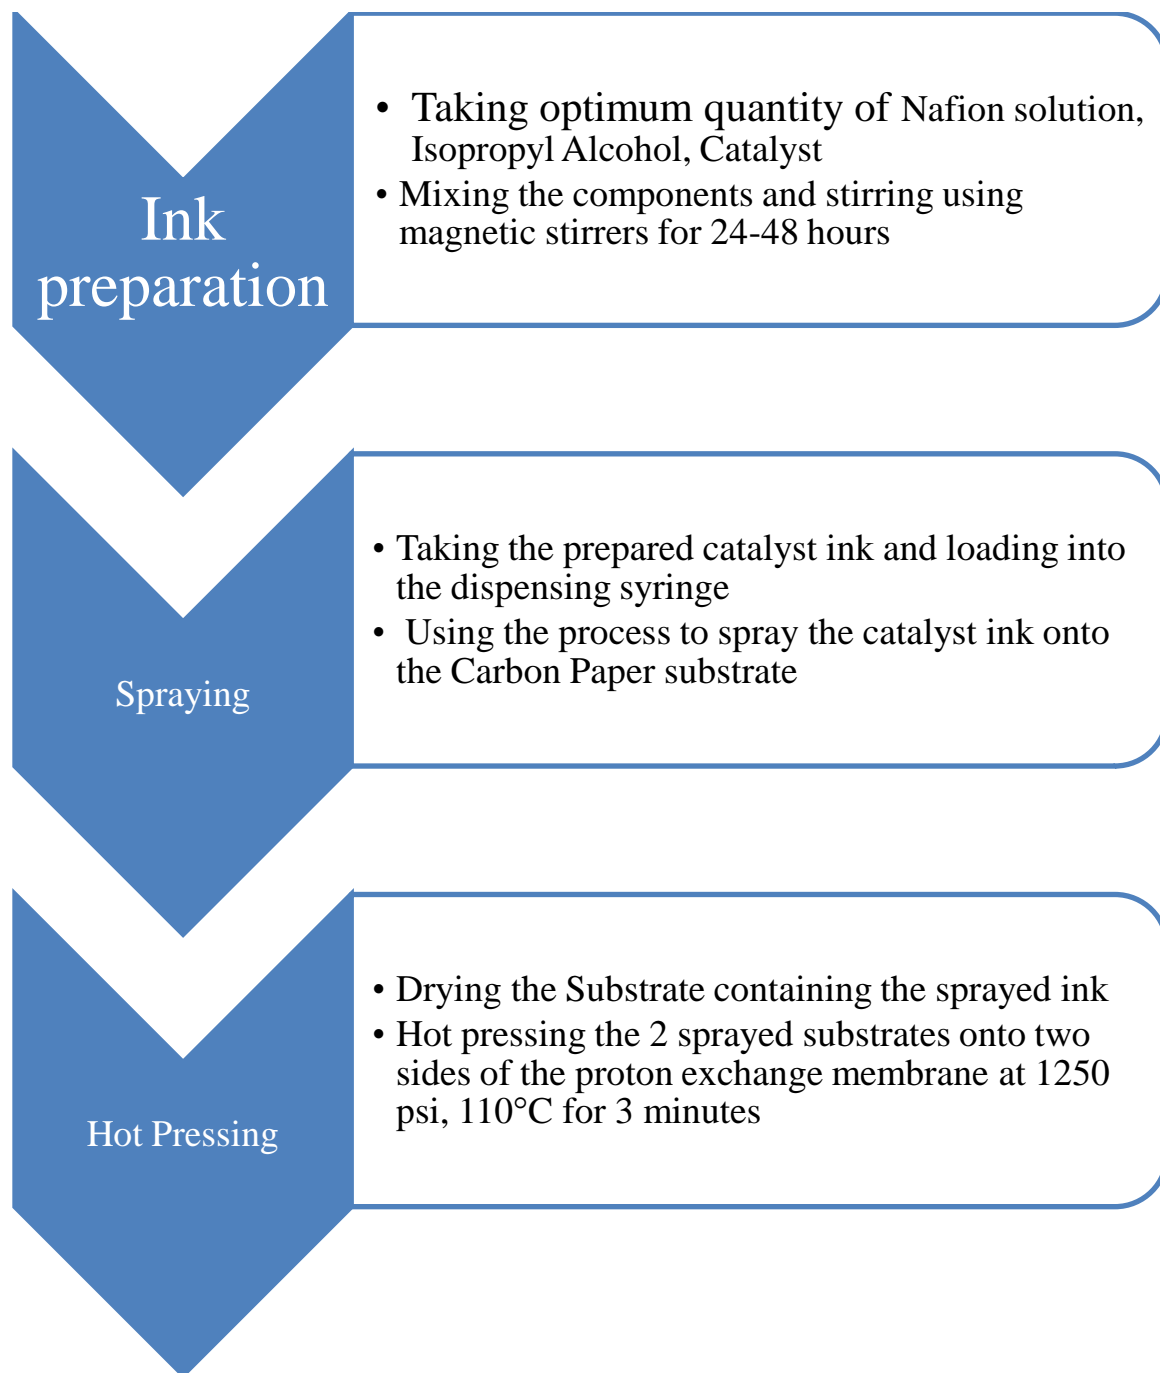 Ink
preparation
• Taking optimum quantity of Nafion solution,
Isopropyl Alcohol, Catalyst
• Mixing the components and stirring using
magnetic stirrers for 24-48 hours
Spraying
• Taking the prepared catalyst ink and loading into
the dispensing syringe
• Using the process to spray the catalyst ink onto
the Carbon Paper substrate
Hot Pressing
• Drying the Substrate containing the sprayed ink
• Hot pressing the 2 sprayed substrates onto two
sides of the proton exchange membrane at 1250
psi, 110°C for 3 minutes